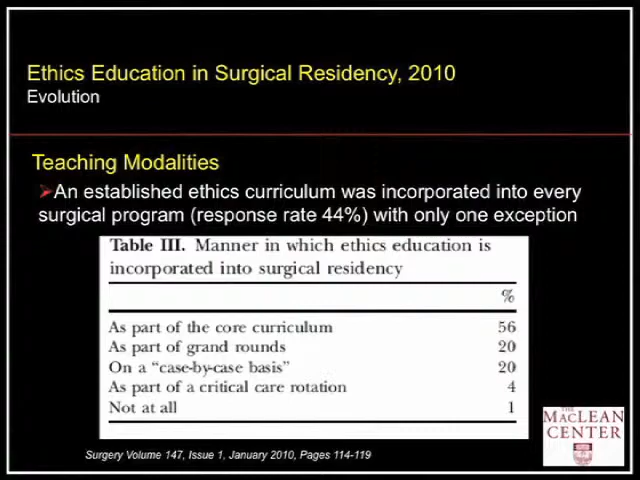 Ethics Education in Surgical Residency, 2010
Evolution
Teaching Modalities
An established ethics curriculum was incorporated into every
surgical program (response rate 44%) with only one exception
Table III. Manner in which ethics education is
incorporated into surgical residency
%
As part of the core curriculum 56
As part of grand rounds 20
On a “case-by-case basis” 20
As part of a critical care rotation 4
Not at all 1
THE
MACLEAN
CENTER
Surgery Volume 147, Issue 1, January 2010, Pages 114-119